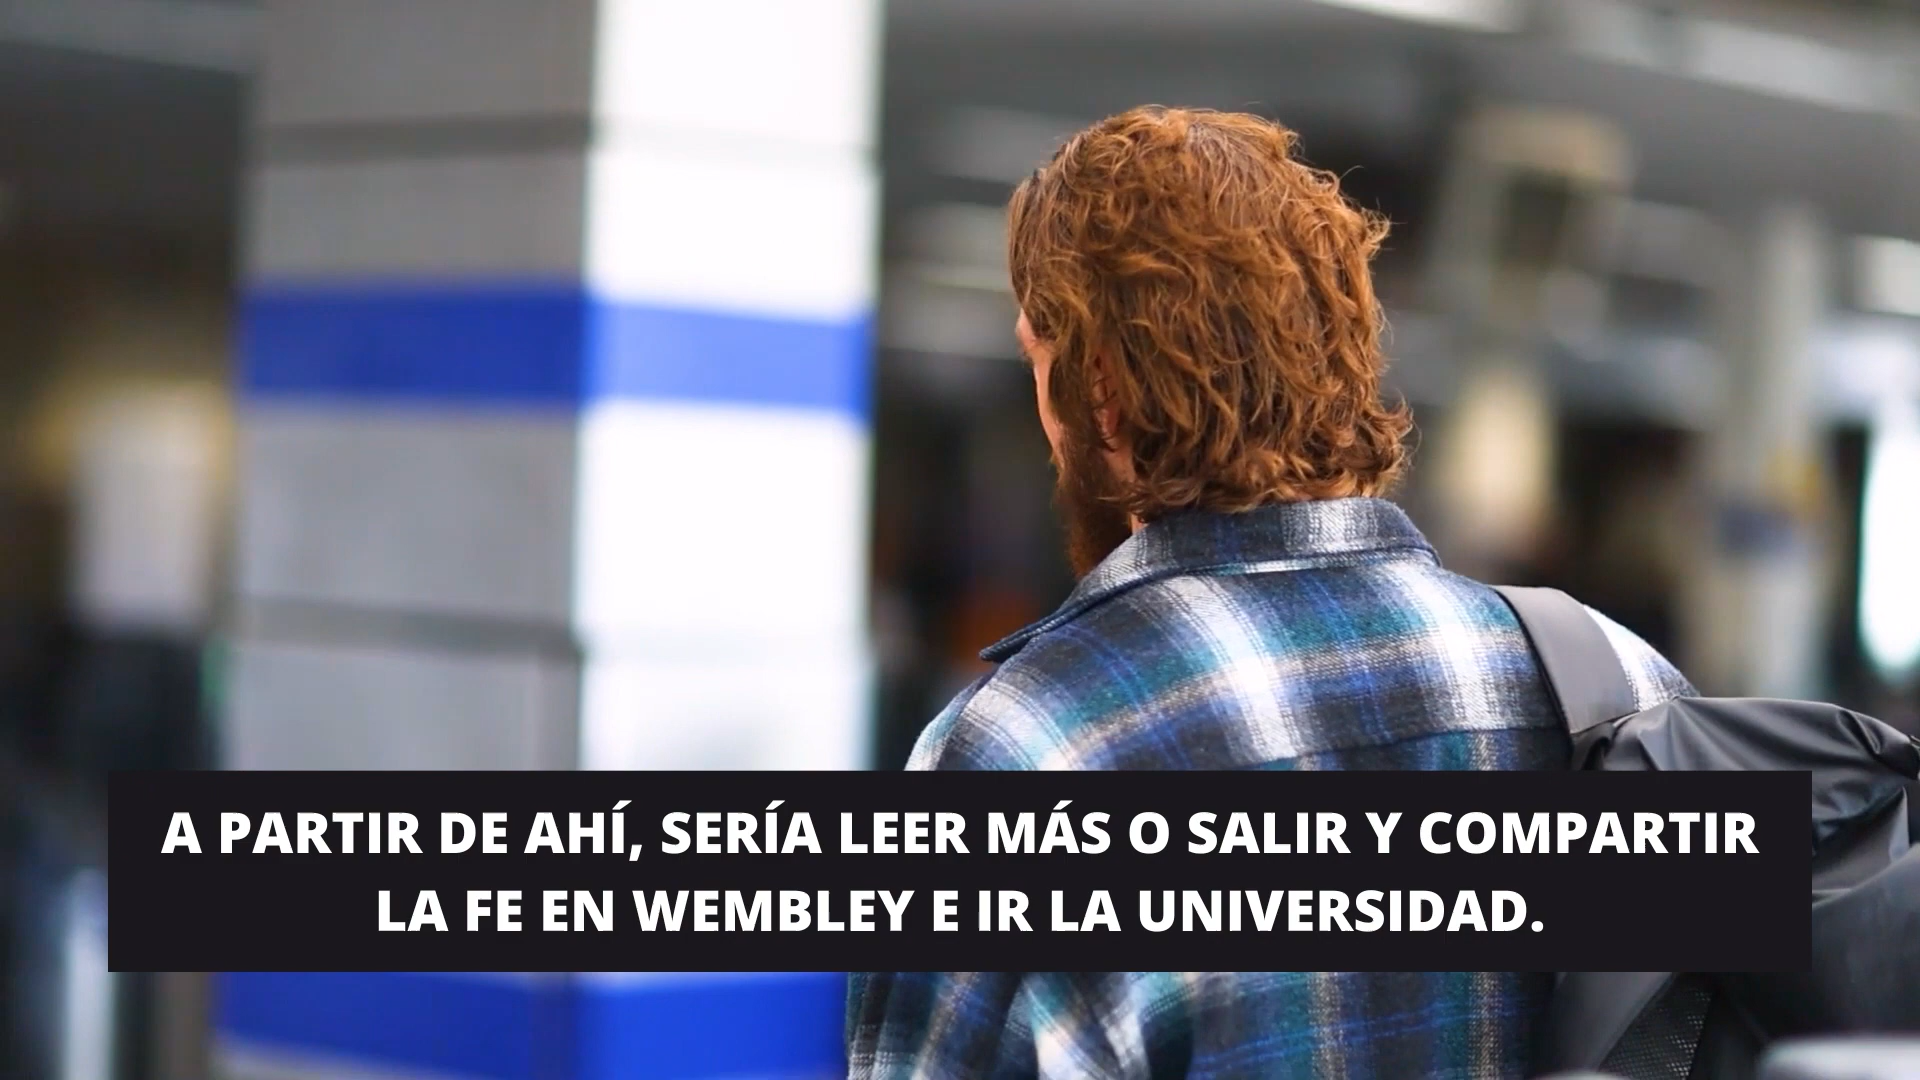 A PARTIR DE AHÍ, SERÍA LEER MÁS O SALIR Y COMPARTIR
LA FE EN WEMBLEY E IR LA UNIVERSIDAD.